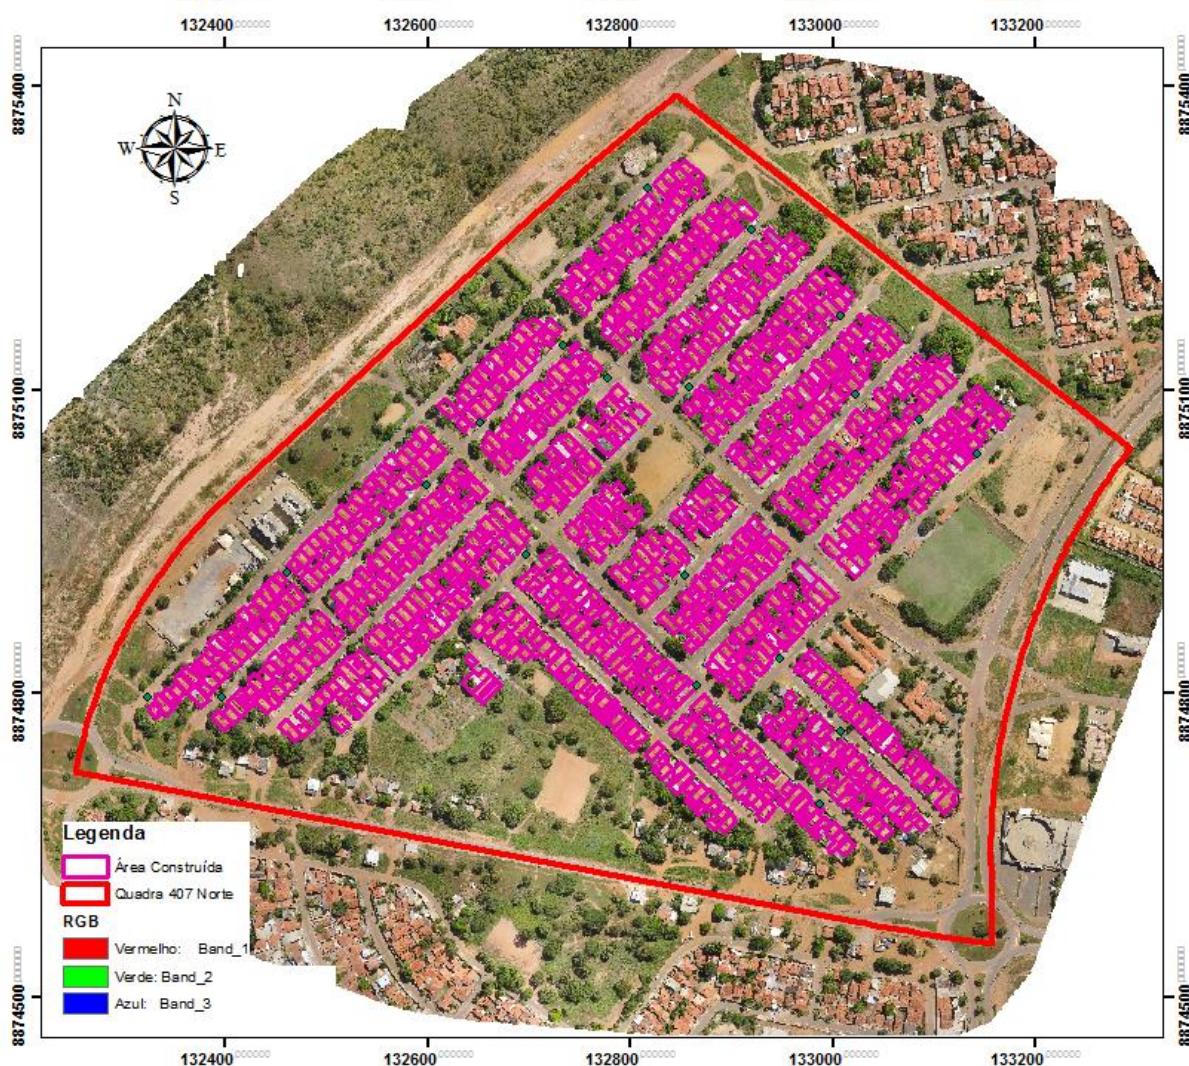 132400 132600 132800 133000 133200
8875400 8875400
N
W E
S
8875100 8875100
8874800 8874800
Legenda
Área Construída
Quadra 407 Norte
RGB
Vermelho: Band_1
Verde: Band_2
Azul: Band_3
8874500 8874500
132400 132600 132800 133000 133200